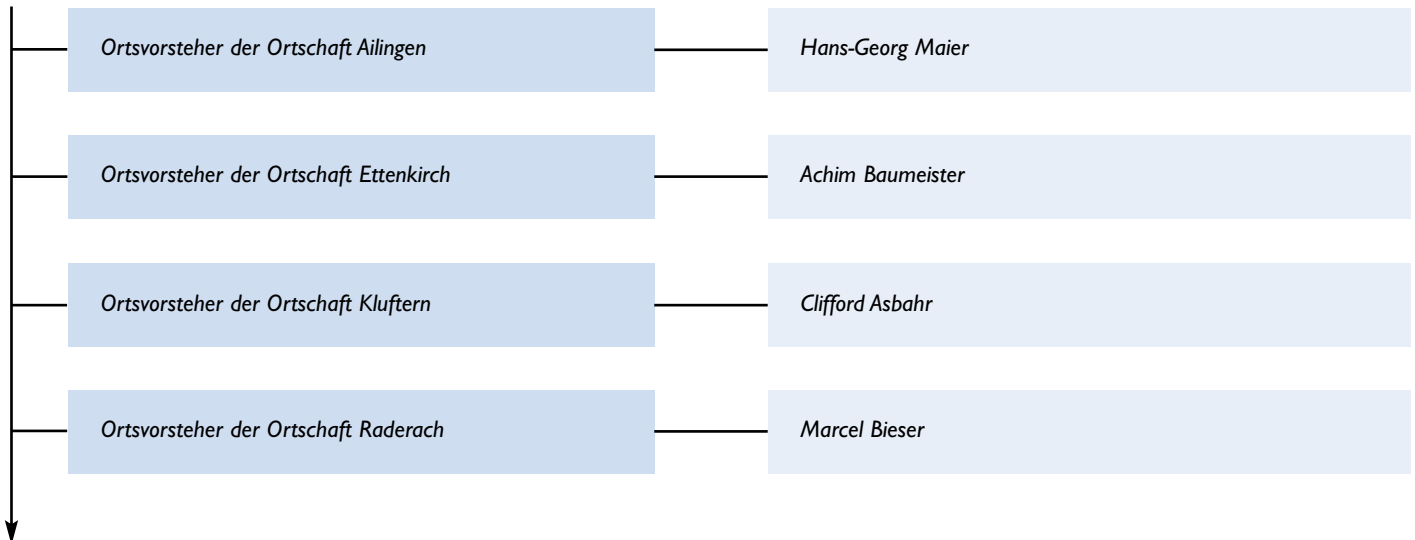 Ortsvorsteher der Ortschaft Ailingen
Hans-Georg Maier
Ortsvorsteher der Ortschaft Ettenkirch
Achim Baumeister
Ortsvorsteher der Ortschaft Kluftern
Clifford Asbahr
Ortsvorsteher der Ortschaft Raderach
Marcel Bieser